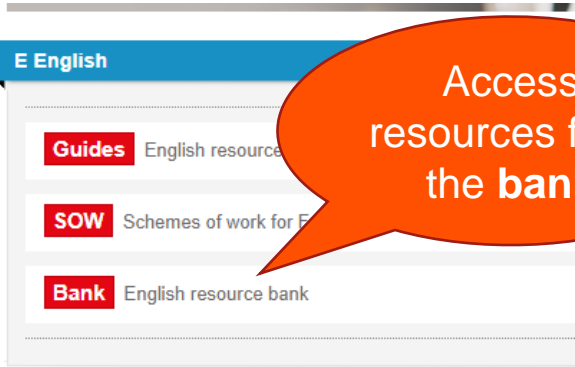 E English
Access
resources f
the ban
Guides English resource
SOW Schemes of work for E
Bank English resource bank